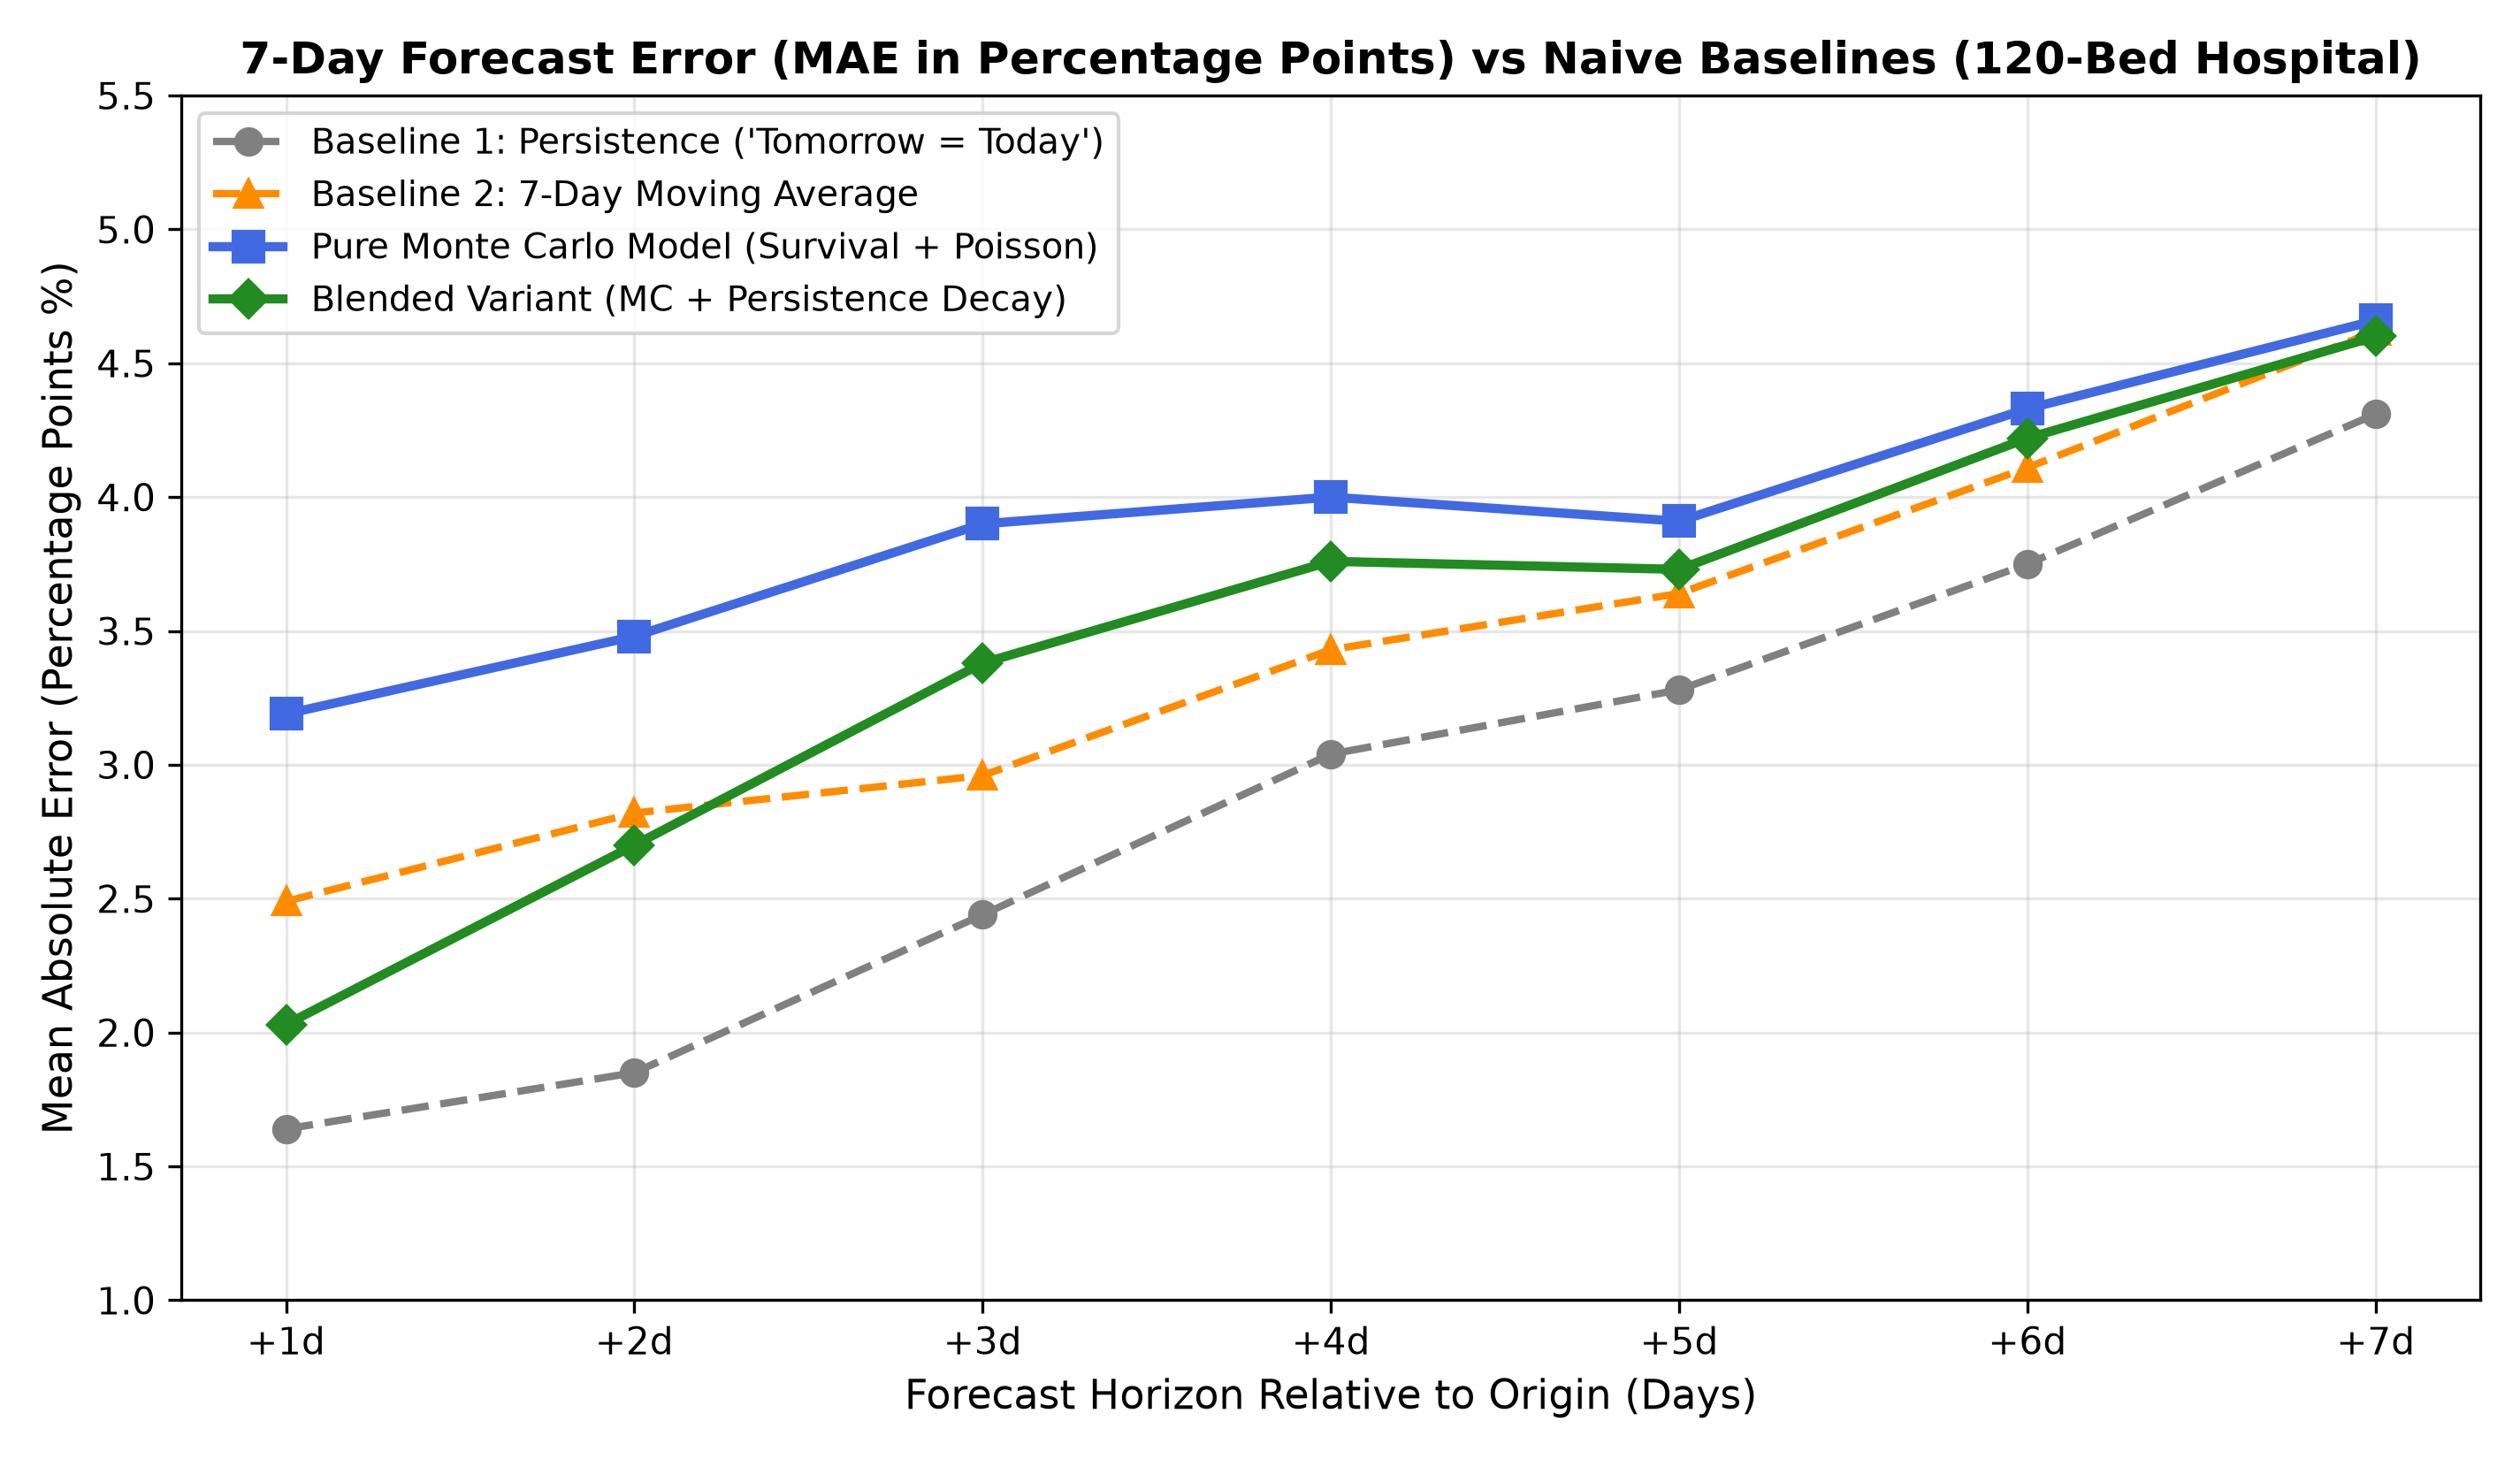 7-Day Forecast Error (MAE in Percentage Points) vs Naive Baselines (120-Bed Hospital)
Baseline 1: Persistence ('Tomorrow = Today')
Baseline 2: 7-Day Moving Average
Pure Monte Carlo Model (Survival + Poisson)
Blended Variant (MC + Persistence Decay)
Mean Absolute Error (Percentage Points %)
5.5
5.0
4.5
4.0
3.5
3.0
2.5
2.0
1.5
1.0
+1d +2d +3d +4d +5d +6d +7d
Forecast Horizon Relative to Origin (Days)